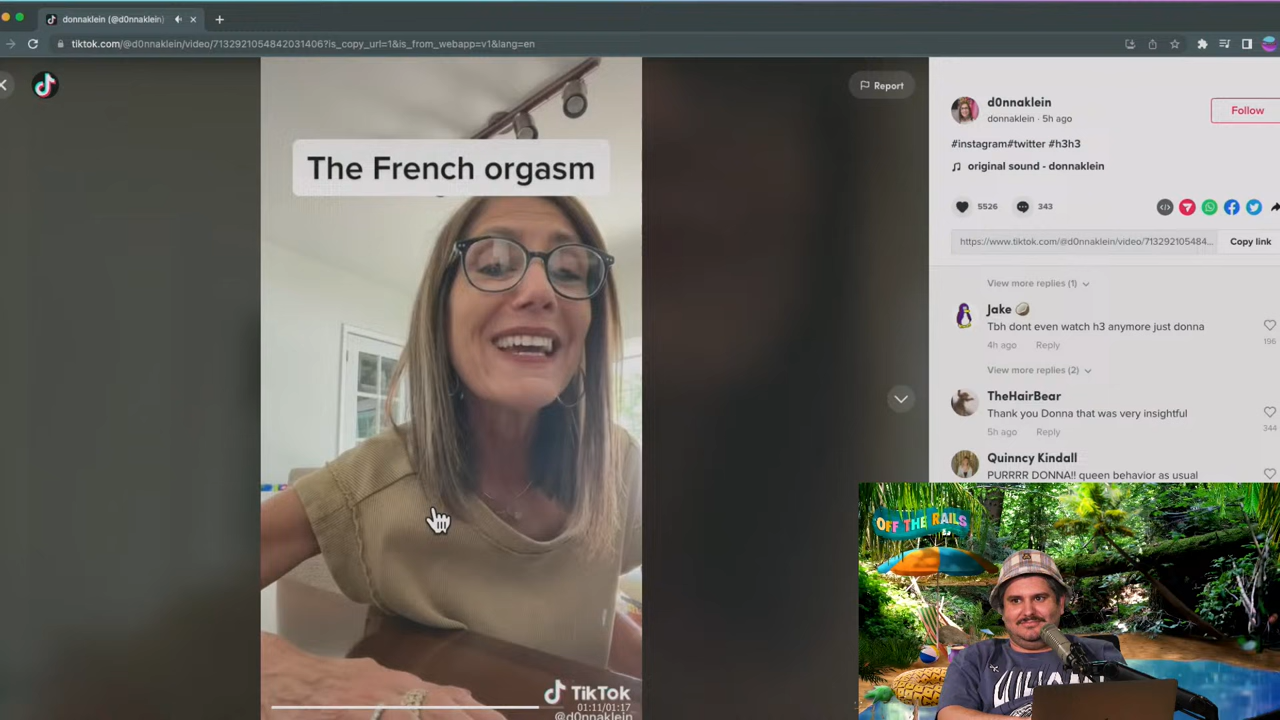 donnaklein (@d0nnaklein)
tiktok.com/@d0nnaklein/video/7132921054842031406?is_copy_url=1&is_from_webapp=v1&lang=en
Report
The French orgasm
d0nnaklein
donnaklein · 5h ago
Follow
#instagram#twitter #h3h3
original sound - donnaklein
5526
343
https://www.tiktok.com/@d0nnaklein/video/713292105484...
Copy link
View more replies (1)
Jake
Tbh dont even watch h3 anymore just donna
196
4h ago
Reply
View more replies (2)
TheHairBear
Thank you Donna that was very insightful
344
5h ago
Reply
Quinncy Kindall
PURRRR DONNA!! queen behavior as usual
OFF THE RAILS
TikTok
01:11/01:17
@d0nnaklein